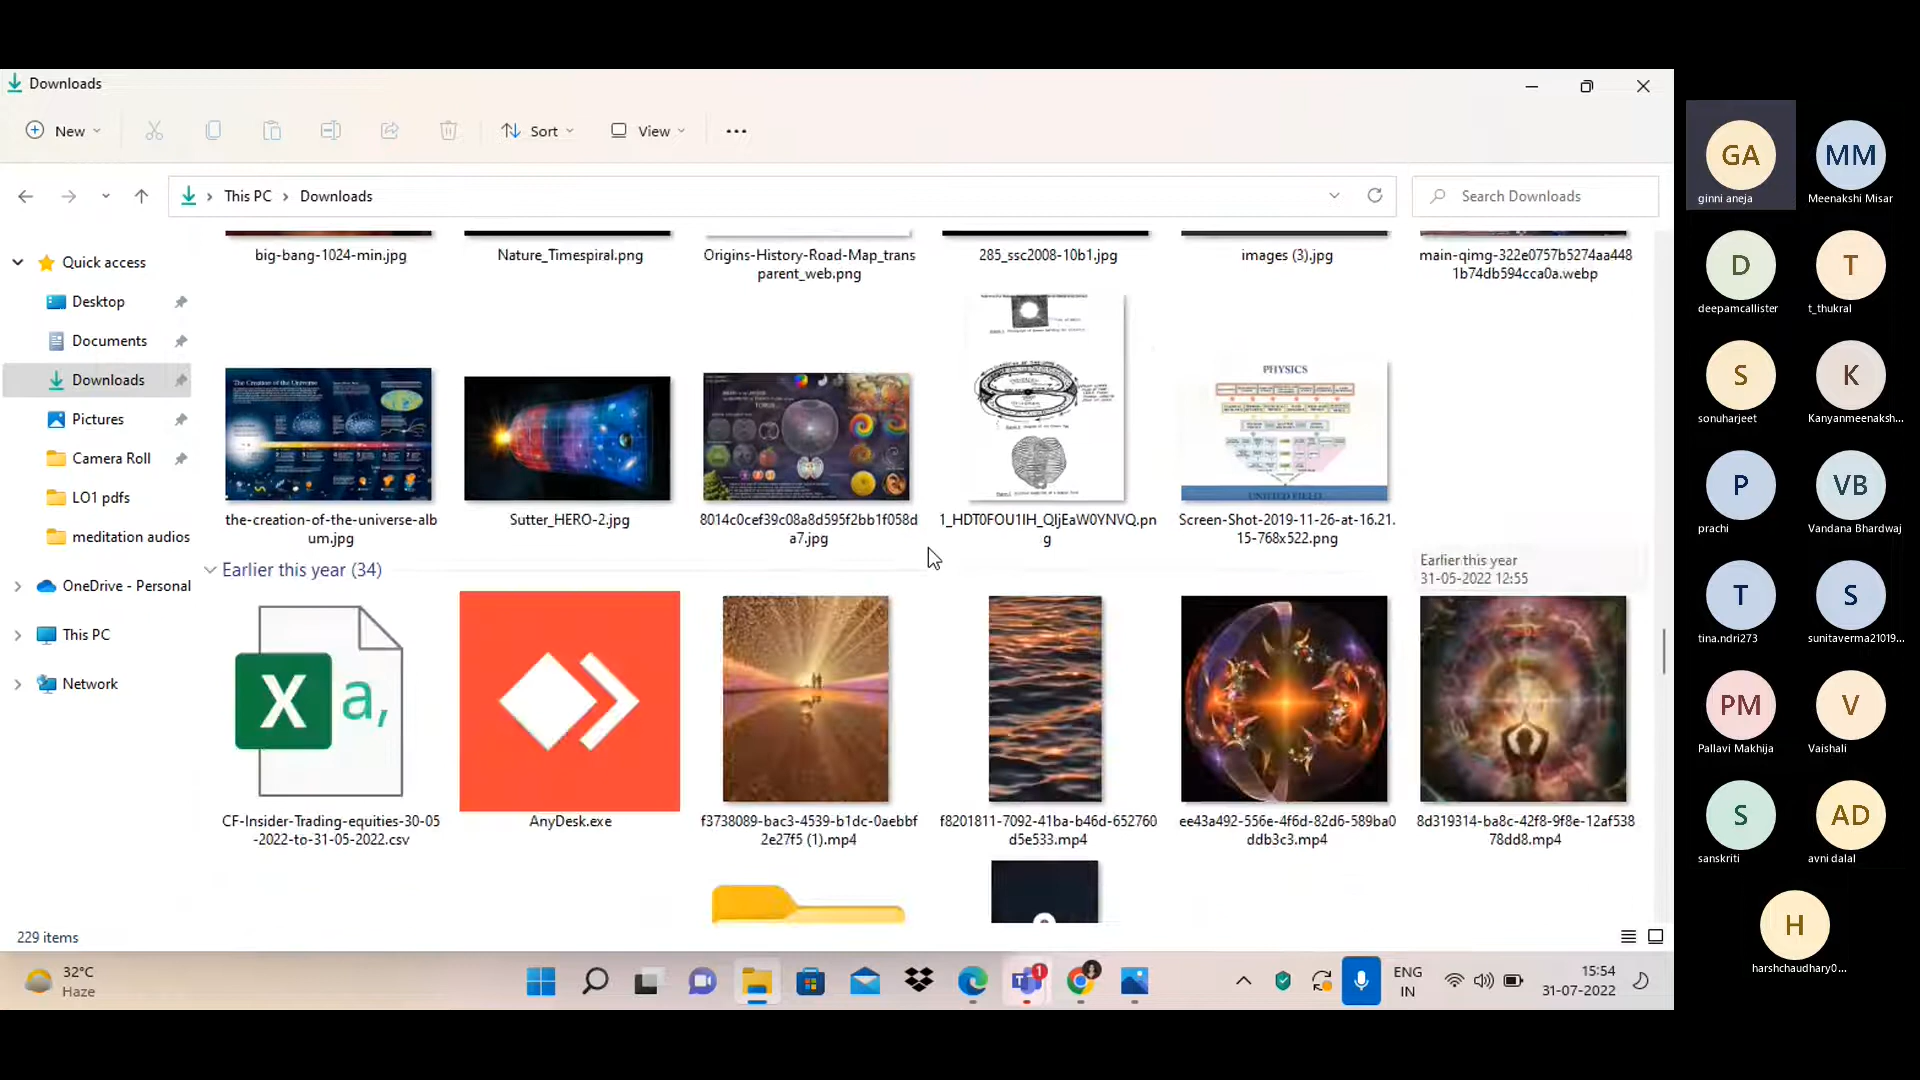 Downloads
New
Sort
View
This PC
Downloads
Search Downloads
Quick access
Desktop
Documents
Downloads
Pictures
Camera Roll
LO1 pdfs
meditation audios
OneDrive - Personal
This PC
Network
big-bang-1024-min.jpg
Nature_Timespiral.png
Origins-History-Road-Map_trans
parent_web.png
285_ssc2008-10b1.jpg
images (3).jpg
main-qimg-322e0757b5274aa448
1b74db594cca0a.webp
The Creation of the Universe
PHYSICS
UNIFIED FIELD
the-creation-of-the-universe-alb
um.jpg
Sutter_HERO-2.jpg
8014c0cef39c08a8d595f2bb1f058d
a7.jpg
1_HDT0FOU1IH_QIjEaW0YNVQ.pn
g
Screen-Shot-2019-11-26-at-16.21.
15-768x522.png
Earlier this year (34)
Earlier this year
31-05-2022 12:55
X a,
CF-Insider-Trading-equities-30-05
-2022-to-31-05-2022.csv
AnyDesk.exe
f3738089-bac3-4539-b1dc-0aebbf
2e27f5 (1).mp4
f8201811-7092-41ba-b46d-652760
d5e533.mp4
ee43a492-556e-4f6d-82d6-589ba0
ddb3c3.mp4
8d319314-ba8c-42f8-9f8e-12af538
78dd8.mp4
229 items
32°C
Haze
1
ENG
IN
15:54
31-07-2022
GA
ginni aneja
MM
Meenakshi Misar
D
deepamcallister
T
t_thukral
S
sonuharjeet
K
Kanyanmeenaksh...
P
prachi
VB
Vandana Bhardwaj
T
tina.ndri273
S
sunitaverma21019...
PM
Pallavi Makhija
V
Vaishali
S
sanskriti
AD
avni dalal
H
harshchaudhary0...